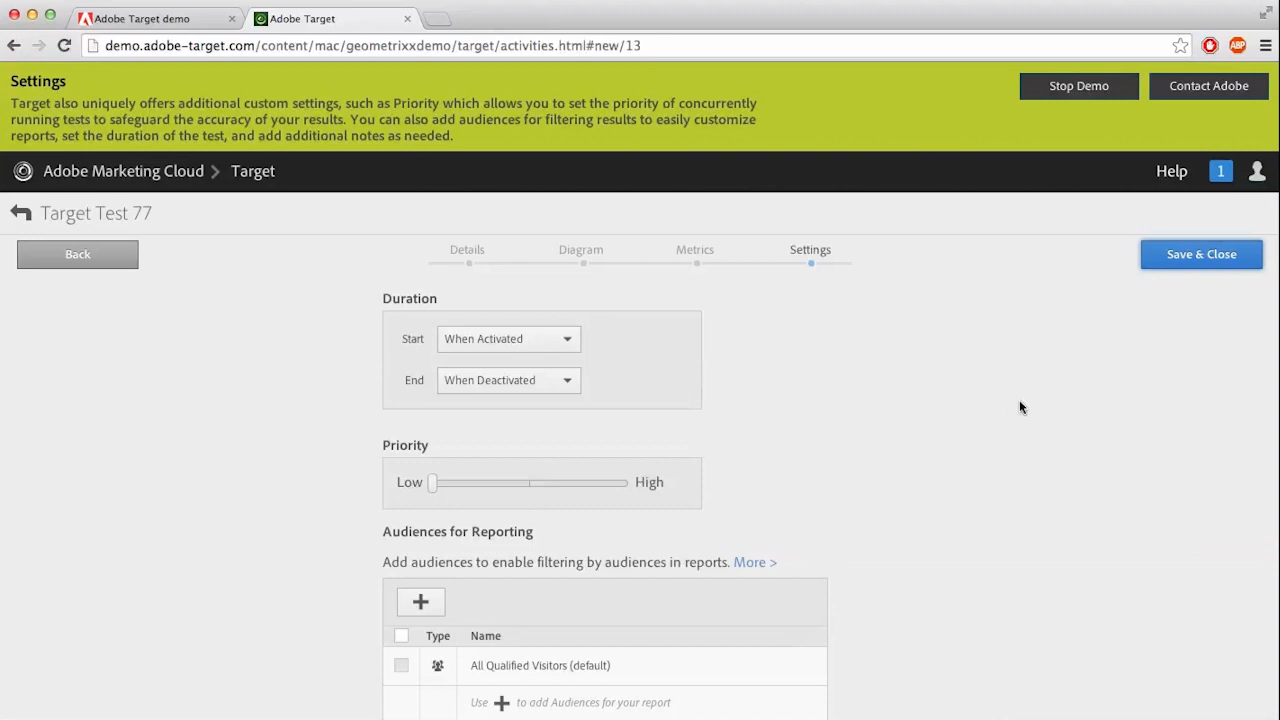 Adobe Target demo
Adobe Target
demo.adobe-target.com/content/mac/geometrixxdemo/target/activities.html#new/13
ABP
Settings
Target also uniquely offers additional custom settings, such as Priority which allows you to set the priority of concurrently
running tests to safeguard the accuracy of your results. You can also add audiences for filtering results to easily customize
reports, set the duration of the test, and add additional notes as needed.
Stop Demo
Contact Adobe
Adobe Marketing Cloud > Target
Help
1
Target Test 77
Back
Details
Diagram
Metrics
Settings
Save & Close
Duration
Start
When Activated
End
When Deactivated
Priority
Low
High
Audiences for Reporting
Add audiences to enable filtering by audiences in reports. More >
Type
Name
All Qualified Visitors (default)
Use + to add Audiences for your report